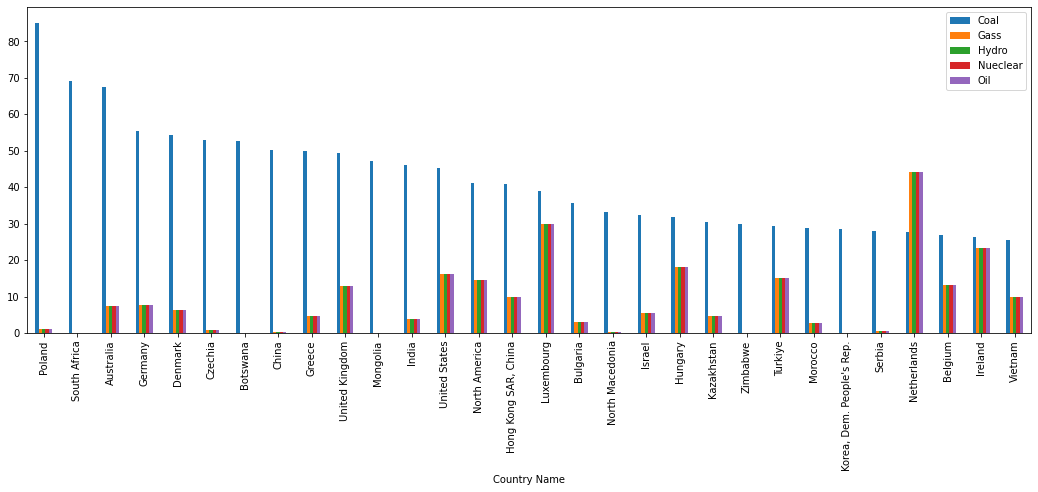 80
70
60
50
40
30
20
10
0
Coal
Gass
Hydro
Nueclear
Oil
Poland
South Africa
Australia
Germany
Denmark
Czechia
Botswana
China
Greece
United Kingdom
Mongolia
India
United States
North America
Hong Kong SAR, China
Luxembourg
Bulgaria
North Macedonia
Israel
Hungary
Kazakhstan
Zimbabwe
Turkiye
Morocco
Korea, Dem. People's Rep.
Serbia
Netherlands
Belgium
Ireland
Vietnam
Country Name